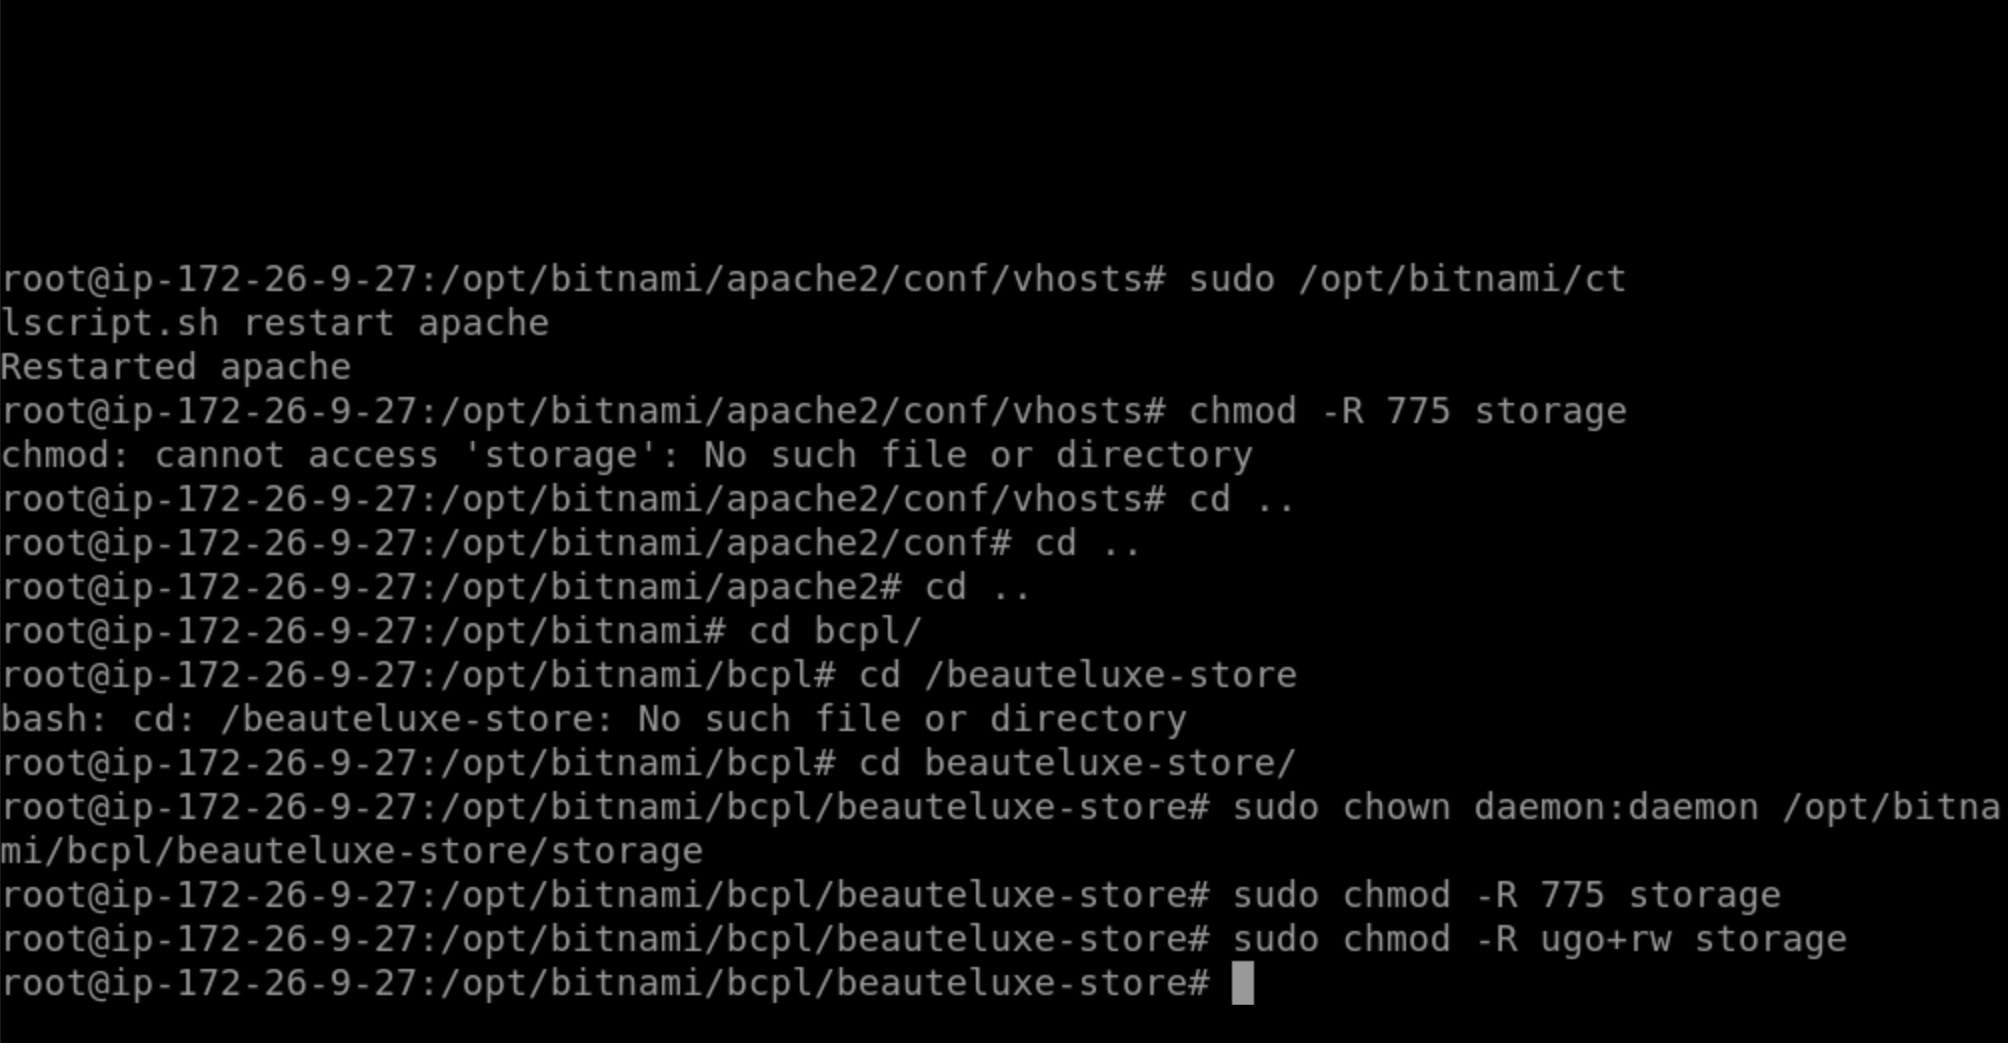 root@ip-172-26-9-27:/opt/bitnami/apache2/conf/vhosts# sudo /opt/bitnami/ct
lscript.sh restart apache
Restarted apache
root@ip-172-26-9-27:/opt/bitnami/apache2/conf/vhosts# chmod -R 775 storage
chmod: cannot access 'storage': No such file or directory
root@ip-172-26-9-27:/opt/bitnami/apache2/conf/vhosts# cd ..
root@ip-172-26-9-27:/opt/bitnami/apache2/conf# cd ..
root@ip-172-26-9-27:/opt/bitnami/apache2# cd ..
root@ip-172-26-9-27:/opt/bitnami# cd bcpl/
root@ip-172-26-9-27:/opt/bitnami/bcpl# cd /beauteluxe-store
bash: cd: /beauteluxe-store: No such file or directory
root@ip-172-26-9-27:/opt/bitnami/bcpl# cd beauteluxe-store/
root@ip-172-26-9-27:/opt/bitnami/bcpl/beauteluxe-store# sudo chown daemon:daemon /opt/bitna
mi/bcpl/beauteluxe-store/storage
root@ip-172-26-9-27:/opt/bitnami/bcpl/beauteluxe-store# sudo chmod -R 775 storage
root@ip-172-26-9-27:/opt/bitnami/bcpl/beauteluxe-store# sudo chmod -R ugo+rw storage
root@ip-172-26-9-27:/opt/bitnami/bcpl/beauteluxe-store#